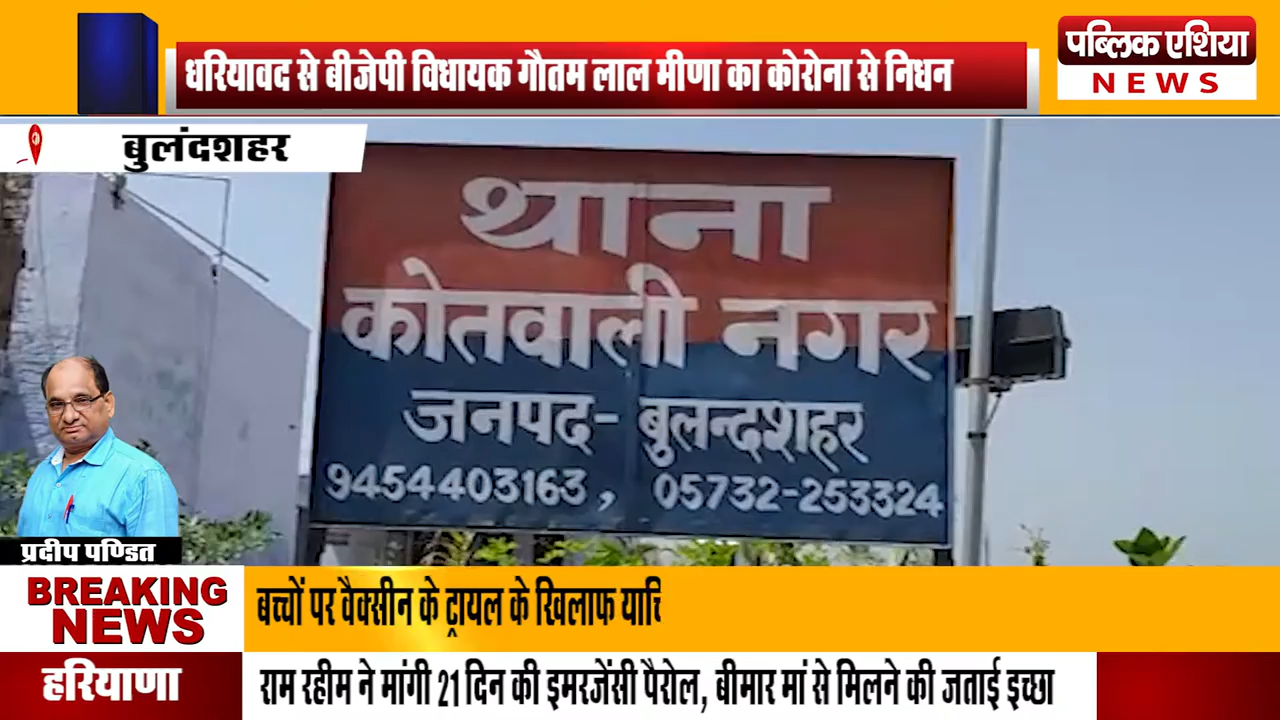 धरियावद से बीजेपी विधायक गौतम लाल मीणा का कोरोना से निधन
पब्लिक एशिया
NEWS
बुलंदशहर
थाना
कोतवाली नगर
जनपद- बुलन्दशहर
9454403163, 05732-253324
प्रदीप पण्डित
BREAKING
NEWS
बच्चों पर वैक्सीन के ट्रायल के खिलाफ याचि
हरियाणा
राम रहीम ने मांगी 21 दिन की इमरजेंसी पैरोल, बीमार मां से मिलने की जताई इच्छा